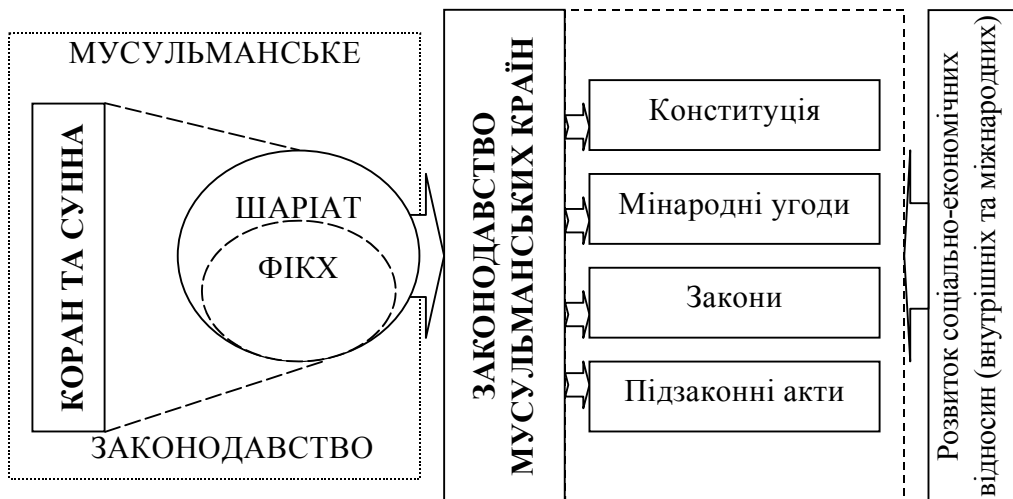 МУСУЛЬМАНСЬКЕ
КОРАН ТА СУННА
ШАРІАТ
ФІКХ
ЗАКОНОДАВСТВО
ЗАКОНОДАВСТВО
МУСУЛЬМАНСЬКИХ КРАЇН
Конституція
Мінародні угоди
Закони
Підзаконні акти
Розвиток соціально-економічних
відносин (внутрішніх та міжнародних)